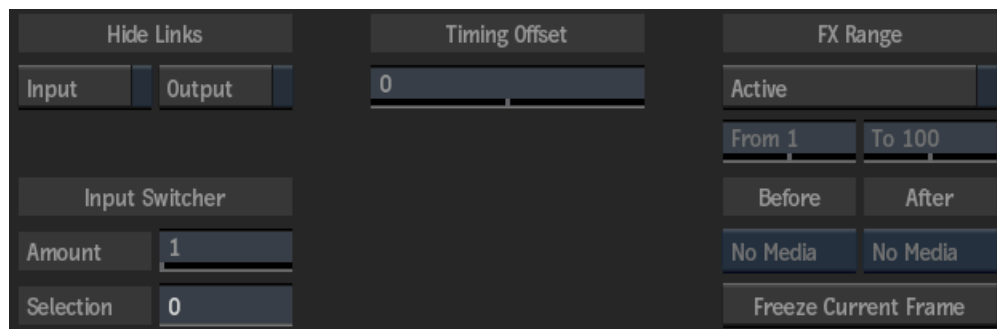 Hide Links
Timing Offset
FX Range
Input
Output
0
Active
From 1
To 100
Input Switcher
Before
After
Amount
1
No Media
No Media
Selection
0
Freeze Current Frame